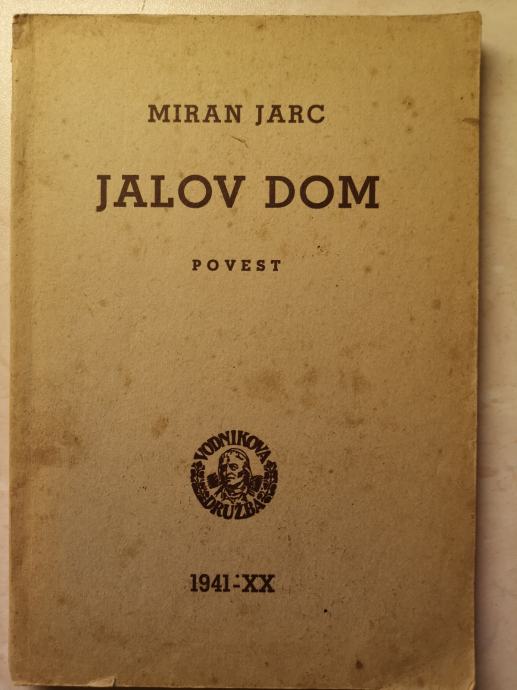 MIRAN JARC
JALOV DOM
POVEST
VODNIKOVA
DRUŽBA
1941-XX